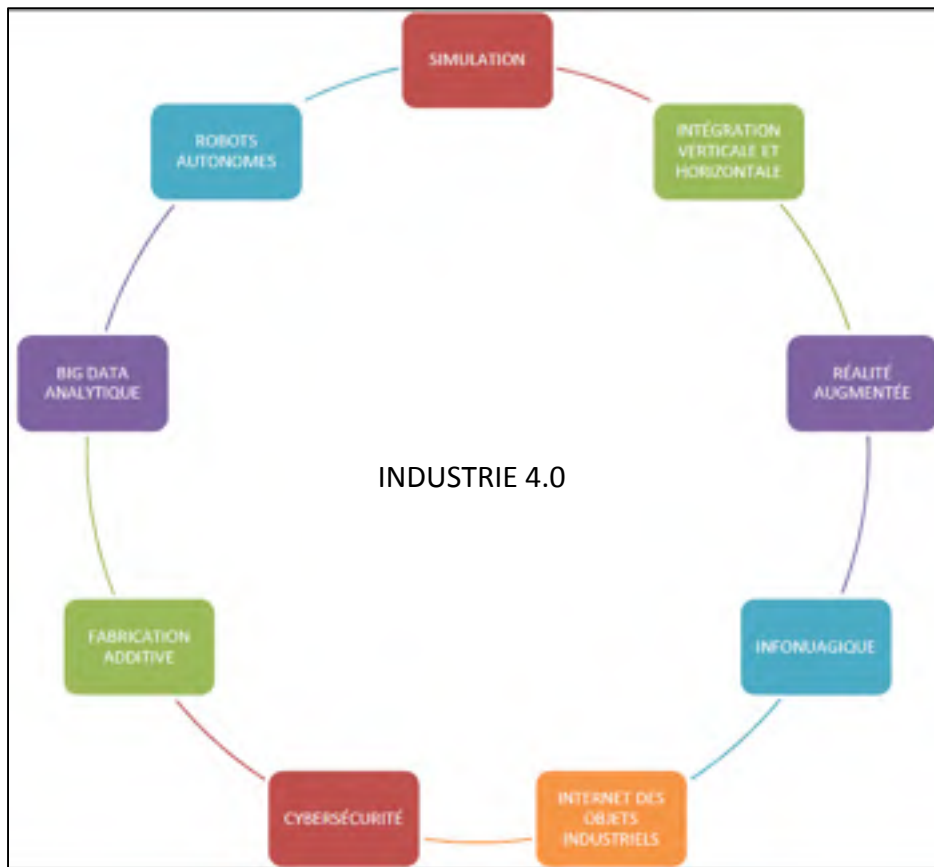 SIMULATION
INTÉGRATION
VERTICALE ET
HORIZONTALE
RÉALITÉ
AUGMENTÉE
INFONUAGIQUE
INTERNET DES
OBJETS
INDUSTRIELS
CYBERSÉCURITÉ
FABRICATION
ADDITIVE
BIG DATA
ANALYTIQUE
ROBOTS
AUTONOMES
INDUSTRIE 4.0